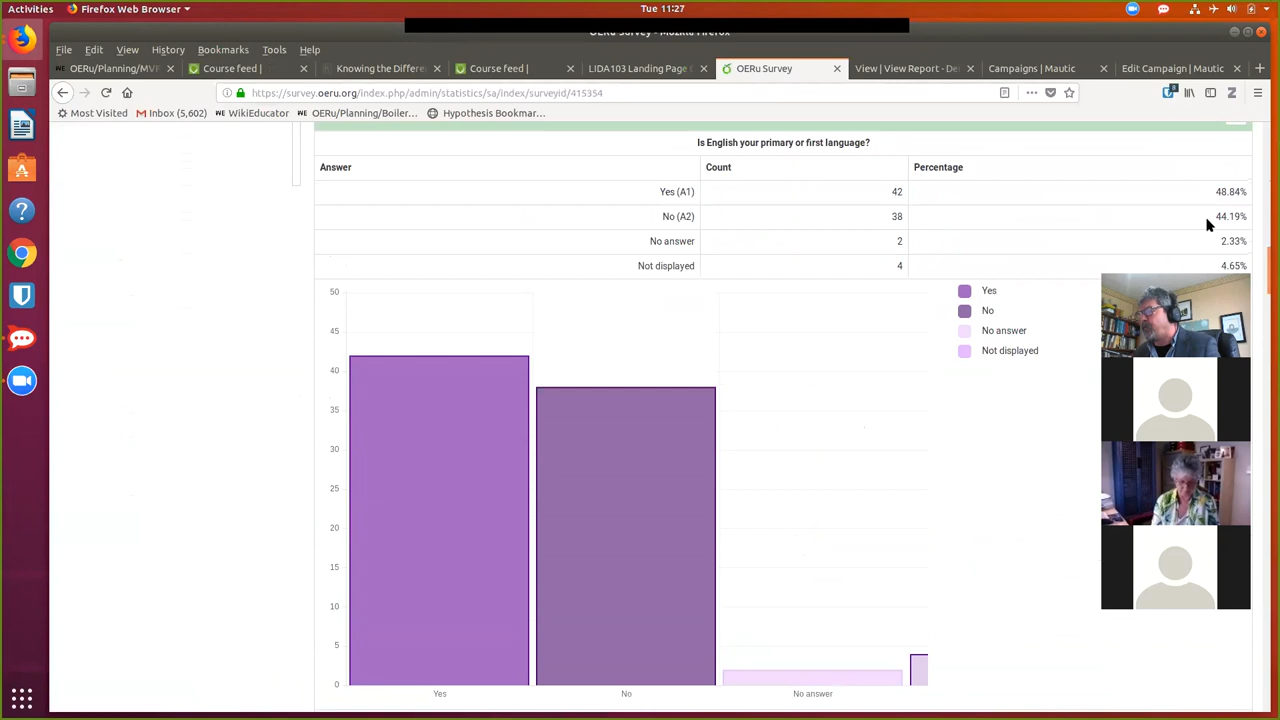 Activities Firefox Web Browser Tue 11:27
File Edit View History Bookmarks Tools Help
OERu/Planning/MVP Course feed | Knowing the Differen Course feed | LIDA103 Landing Page OERu Survey View | View Report - De Campaigns | Mautic Edit Campaign | Mautic
https://survey.oeru.org/index.php/admin/statistics/sa/index/surveyid/415354
Most Visited Inbox (5,602) WikiEducator OERu/Planning/Boiler... Hypothesis Bookmar...
Is English your primary or first language?
Answer Count Percentage
Yes (A1) 42 48.84%
No (A2) 38 44.19%
No answer 2 2.33%
Not displayed 4 4.65%
50
45
40
35
30
25
20
15
10
5
0
Yes No No answer
Yes
No
No answer
Not displayed